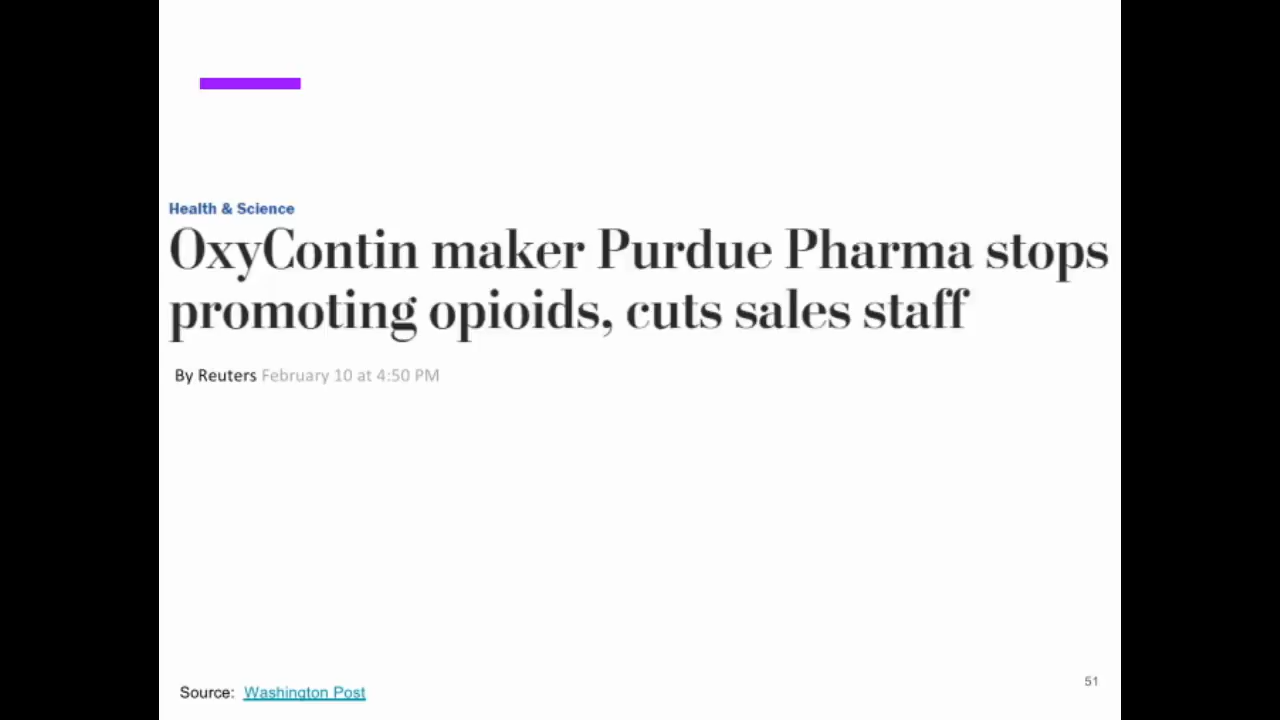 Health & Science
OxyContin maker Purdue Pharma stops
promoting opioids, cuts sales staff
By Reuters February 10 at 4:50 PM
51
Source: Washington Post